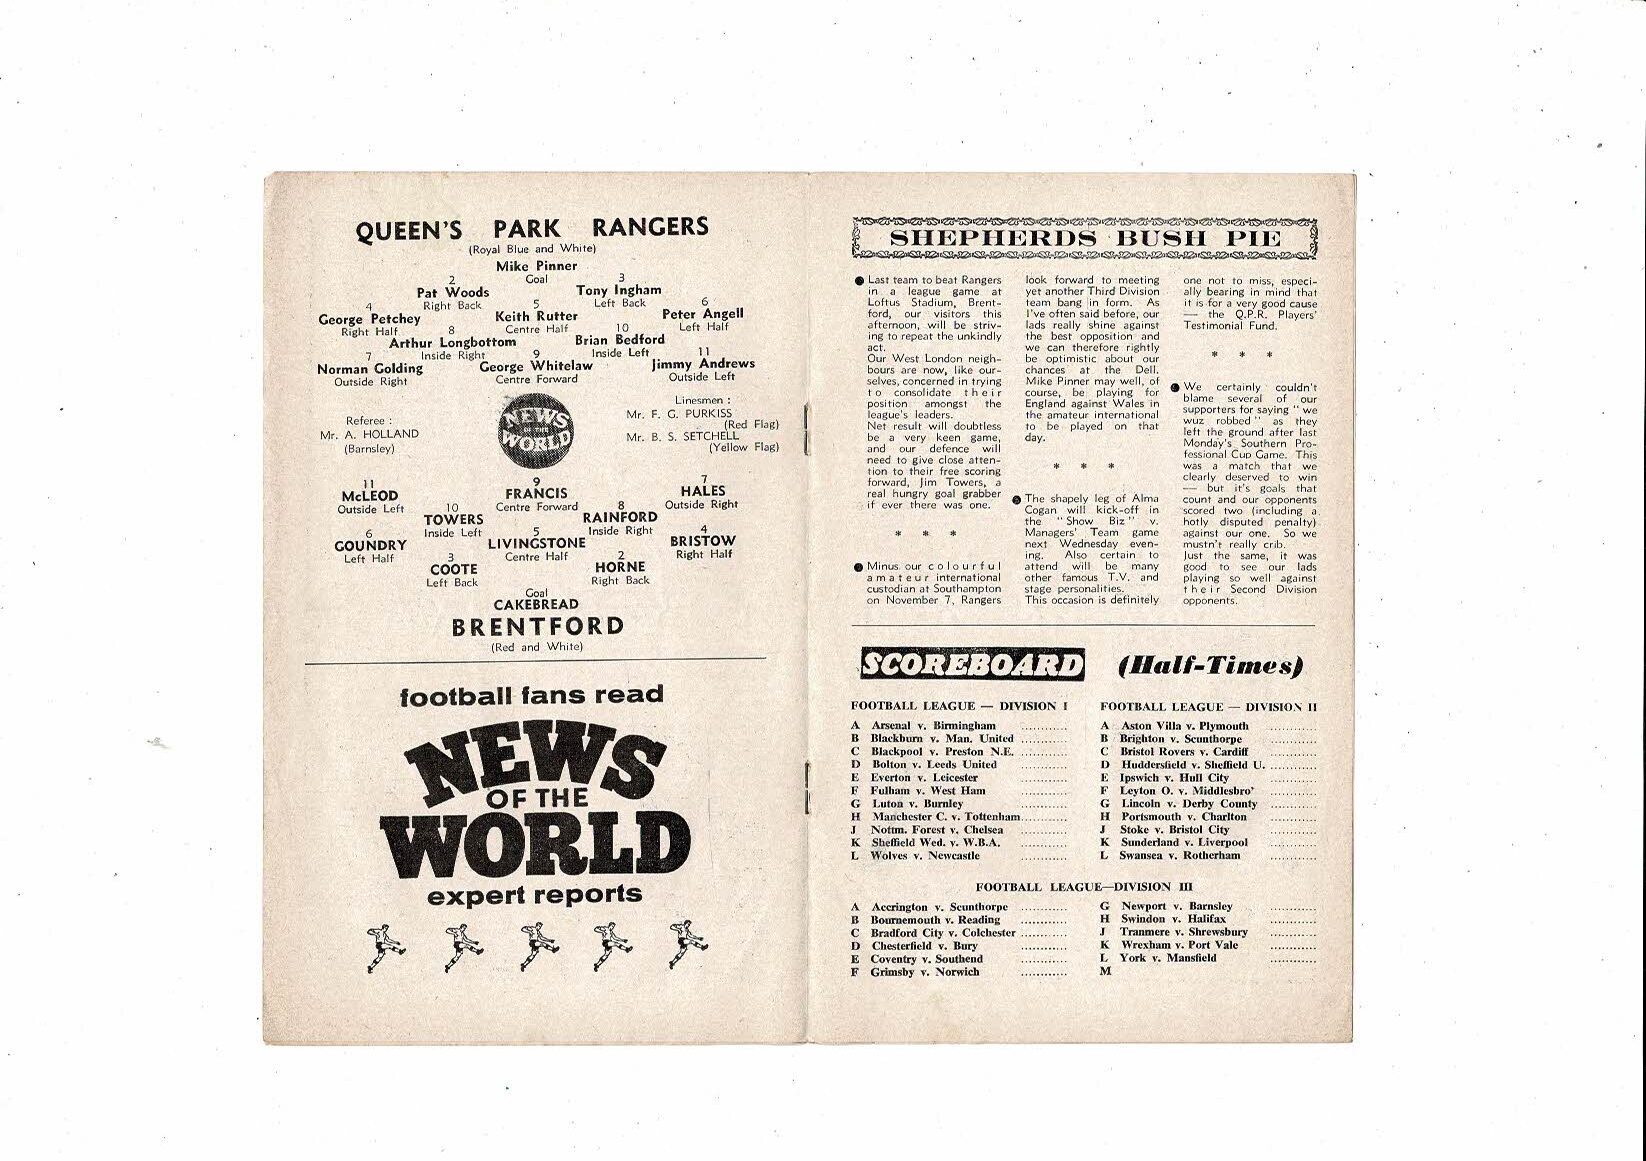 QUEEN'S PARK RANGERS
(Royal Blue and White)
Mike Pinner
Goal
2
3
Pat Woods
Tony Ingham
Right Back
Left Back
4
5
6
George Petchey
Keith Rutter
Peter Angell
Right Half
Centre Half
Left Half
8
10
Arthur Longbottom
Brian Bedford
Inside Right
Inside Left
7
9
11
Norman Golding
George Whitelaw
Jimmy Andrews
Outside Right
Centre Forward
Outside Left
Referee :
Mr. A. HOLLAND
(Barnsley)
NEWS
OF THE
WORLD
Linesmen :
Mr. F. G. PURKISS
(Red Flag)
Mr. B. S. SETCHELL
(Yellow Flag)
11
9
7
McLEOD
FRANCIS
HALES
Outside Left
Centre Forward
Outside Right
10
8
TOWERS
RAINFORD
Inside Left
Inside Right
6
5
4
GOUNDRY
LIVINGSTONE
BRISTOW
Left Half
Centre Half
Right Half
3
2
COOTE
HORNE
Left Back
Right Back
Goal
CAKEBREAD
BRENTFORD
(Red and White)
football fans read
NEWS
OF THE
WORLD
expert reports
SHEPHERDS BUSH PIE
● Last team to beat Rangers
in a league game at
Loftus Stadium, Brent-
ford, our visitors this
afternoon, will be striv-
ing to repeat the unkindly
act.
Our West London neigh-
bours are now, like our-
selves, concerned in trying
to consolidate their
position amongst the
league's leaders.
Net result will doubtless
be a very keen game,
and our defence will
need to give close atten-
tion to their free scoring
forward, Jim Towers, a
real hungry goal grabber
if ever there was one.
* * *
● Minus our colourful
amateur international
custodian at Southampton
on November 7, Rangers
look forward to meeting
yet another Third Division
team bang in form. As
I've often said before, our
lads really shine against
the best opposition and
we can therefore rightly
be optimistic about our
chances at the Dell.
Mike Pinner may well, of
course, be playing for
England against Wales in
the amateur international
to be played on that
day.
* * *
● The shapely leg of Alma
Cogan will kick-off in
the "Show Biz" v.
Managers' Team game
next Wednesday even-
ing. Also certain to
attend will be many
other famous T.V. and
stage personalities.
This occasion is definitely
one not to miss, especi-
ally bearing in mind that
it is for a very good cause
— the Q.P.R. Players'
Testimonial Fund.
* * *
● We certainly couldn't
blame several of our
supporters for saying "we
wuz robbed" as they
left the ground after last
Monday's Southern Pro-
fessional Cup Game. This
was a match that we
clearly deserved to win
— but it's goals that
count and our opponents
scored two (including a
hotly disputed penalty)
against our one. So we
mustn't really crib.
Just the same, it was
good to see our lads
playing so well against
their Second Division
opponents.
SCOREBOARD (Half-Times)
FOOTBALL LEAGUE — DIVISION I
A Arsenal v. Birmingham ............
B Blackburn v. Man. United ............
C Blackpool v. Preston N.E. ............
D Bolton v. Leeds United ............
E Everton v. Leicester ............
F Fulham v. West Ham ............
G Luton v. Burnley ............
H Manchester C. v. Tottenham ............
J Nottm. Forest v. Chelsea ............
K Sheffield Wed. v. W.B.A. ............
L Wolves v. Newcastle ............
FOOTBALL LEAGUE — DIVISION II
A Aston Villa v. Plymouth ............
B Brighton v. Scunthorpe ............
C Bristol Rovers v. Cardiff ............
D Huddersfield v. Sheffield U. ............
E Ipswich v. Hull City ............
F Leyton O. v. Middlesbro' ............
G Lincoln v. Derby County ............
H Portsmouth v. Charlton ............
J Stoke v. Bristol City ............
K Sunderland v. Liverpool ............
L Swansea v. Rotherham ............
FOOTBALL LEAGUE—DIVISION III
A Accrington v. Scunthorpe ............
B Bournemouth v. Reading ............
C Bradford City v. Colchester ............
D Chesterfield v. Bury ............
E Coventry v. Southend ............
F Grimsby v. Norwich ............
G Newport v. Barnsley ............
H Swindon v. Halifax ............
J Tranmere v. Shrewsbury ............
K Wrexham v. Port Vale ............
L York v. Mansfield ............
M